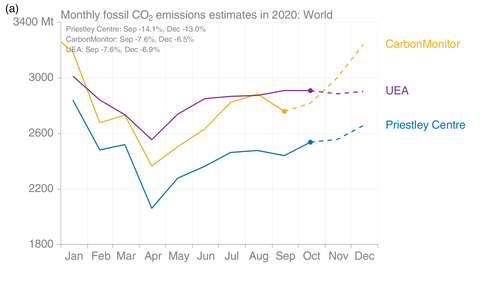 (a)
Monthly fossil CO₂ emissions estimates in 2020: World
3400 Mt
Priestley Centre: Sep -14.1%, Dec -13.0%
CarbonMonitor: Sep -7.6%, Dec -6.5%
UEA: Sep -7.6%, Dec -6.9%
CarbonMonitor
3000
UEA
Priestley Centre
2600
2200
1800
Jan Feb Mar Apr May Jun Jul Aug Sep Oct Nov Dec